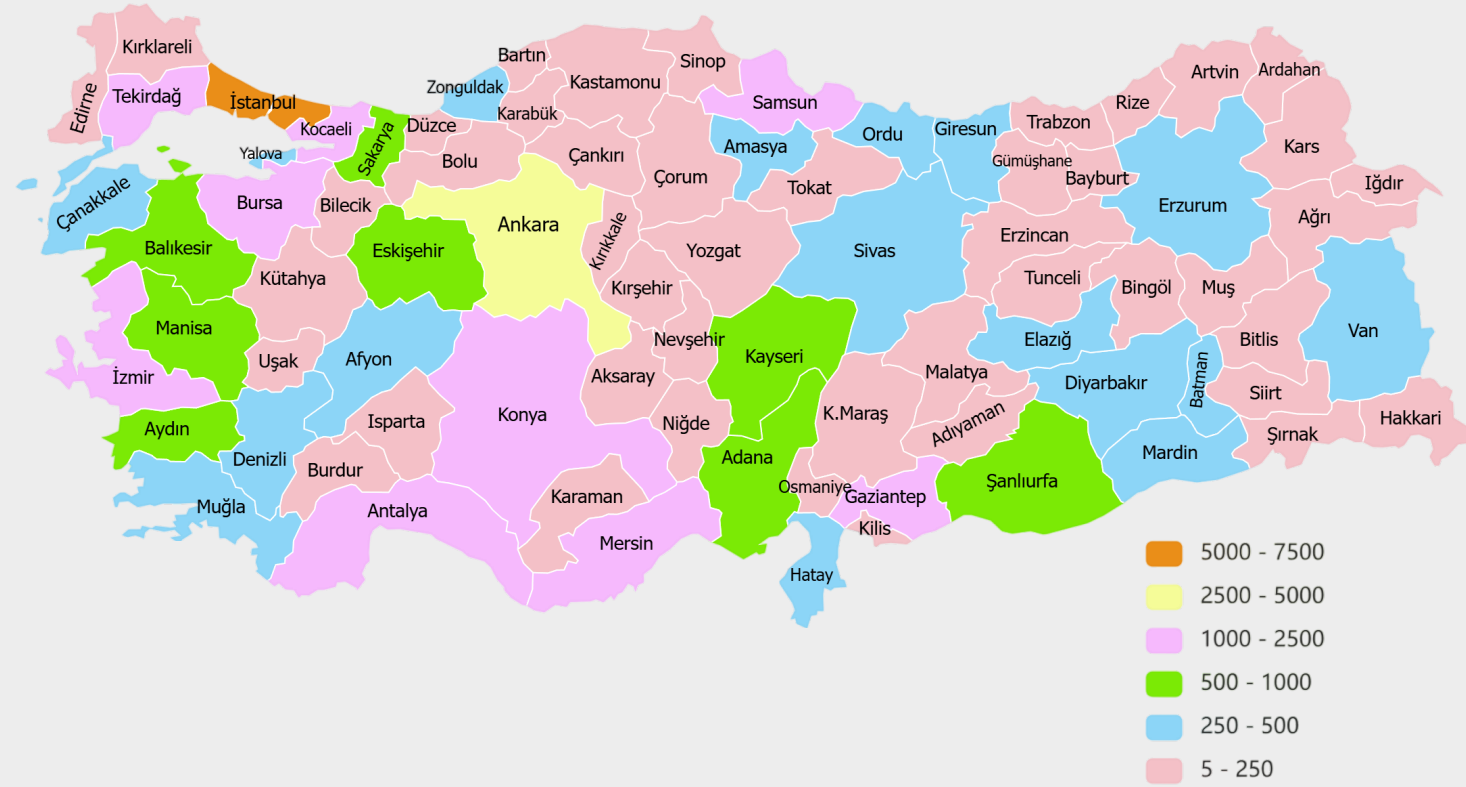 Kırklareli
Edirne
Tekirdağ
İstanbul
Kocaeli
Yalova
Sakarya
Düzce
Bolu
Zonguldak
Bartın
Karabük
Kastamonu
Sinop
Çankırı
Çorum
Samsun
Amasya
Tokat
Ordu
Giresun
Trabzon
Gümüşhane
Bayburt
Rize
Artvin
Ardahan
Kars
Iğdır
Ağrı
Erzurum
Erzincan
Tunceli
Bingöl
Muş
Bitlis
Van
Hakkari
Şırnak
Siirt
Batman
Mardin
Diyarbakır
Elazığ
Malatya
Adıyaman
Şanlıurfa
Gaziantep
Kilis
K.Maraş
Osmaniye
Hatay
Adana
Mersin
Karaman
Konya
Niğde
Aksaray
Nevşehir
Kayseri
Sivas
Yozgat
Kırşehir
Kırıkkale
Ankara
Eskişehir
Bilecik
Bursa
Çanakkale
Balıkesir
Kütahya
Manisa
Uşak
Afyon
İzmir
Aydın
Denizli
Muğla
Burdur
Isparta
Antalya
5000 - 7500
2500 - 5000
1000 - 2500
500 - 1000
250 - 500
5 - 250